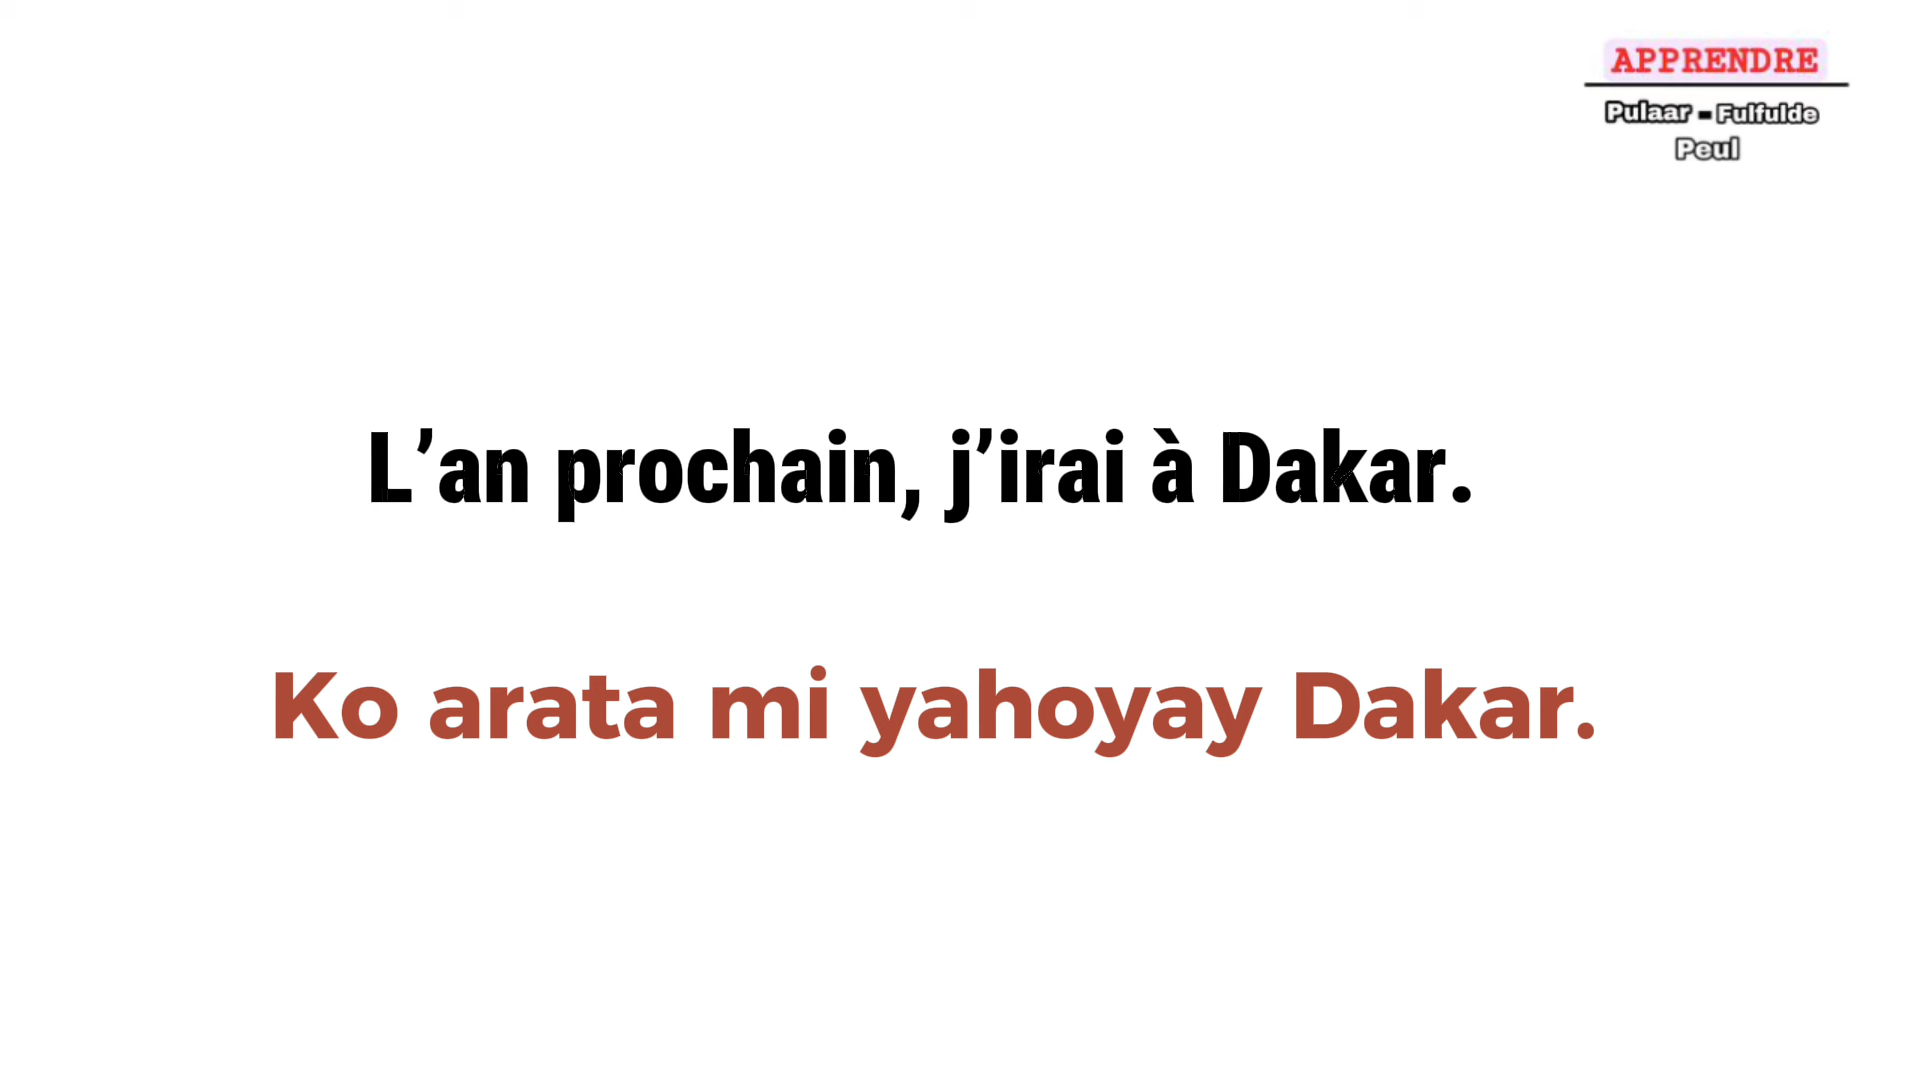 APPRENDRE
Pulaar - Fulfulde
Peul
L’an prochain, j’irai à Dakar.
Ko arata mi yahoyay Dakar.